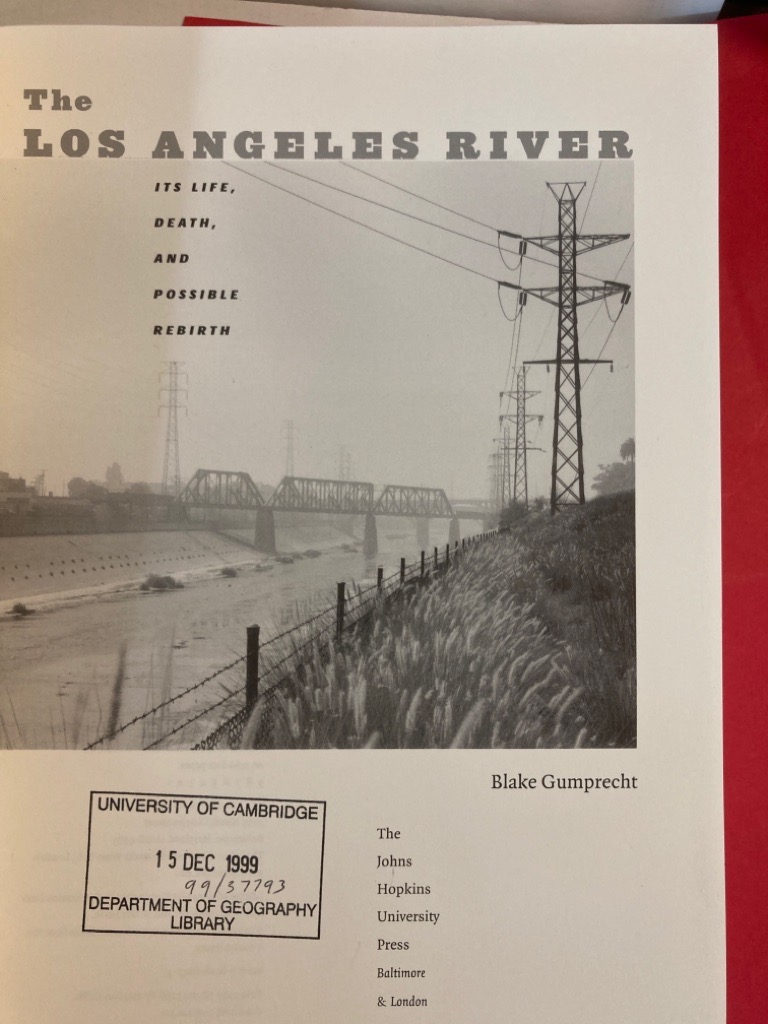 The
LOS ANGELES RIVER
ITS LIFE,
DEATH,
AND
POSSIBLE
REBIRTH
Blake Gumprecht
The
Johns
Hopkins
University
Press
Baltimore
& London
UNIVERSITY OF CAMBRIDGE
15 DEC 1999
99/37793
DEPARTMENT OF GEOGRAPHY
LIBRARY